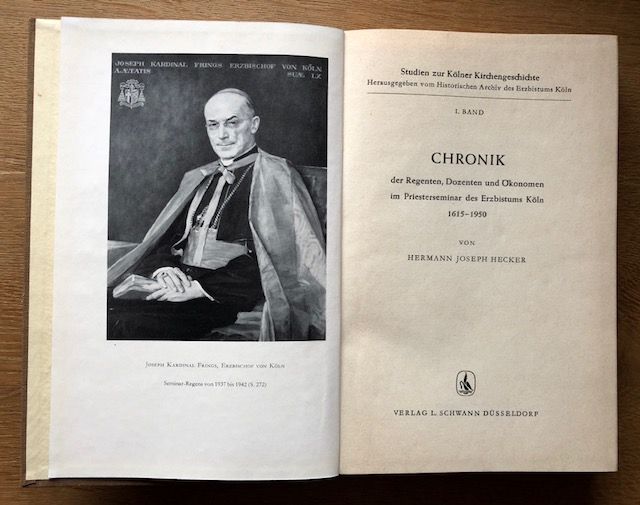 JOSEPH KARDINAL FRINGS ERZBISCHOF VON KÖLN
A.ÆTATIS SUÆ LX
JOSEPH KARDINAL FRINGS, ERZBISCHOF VON KÖLN
Seminar-Regens von 1937 bis 1942 (S. 272)
Studien zur Kölner Kirchengeschichte
Herausgegeben vom Historischen Archiv des Erzbistums Köln
1. BAND
CHRONIK
der Regenten, Dozenten und Ökonomen
im Priesterseminar des Erzbistums Köln
1615–1950
VON
HERMANN JOSEPH HECKER
VERLAG L. SCHWANN DÜSSELDORF